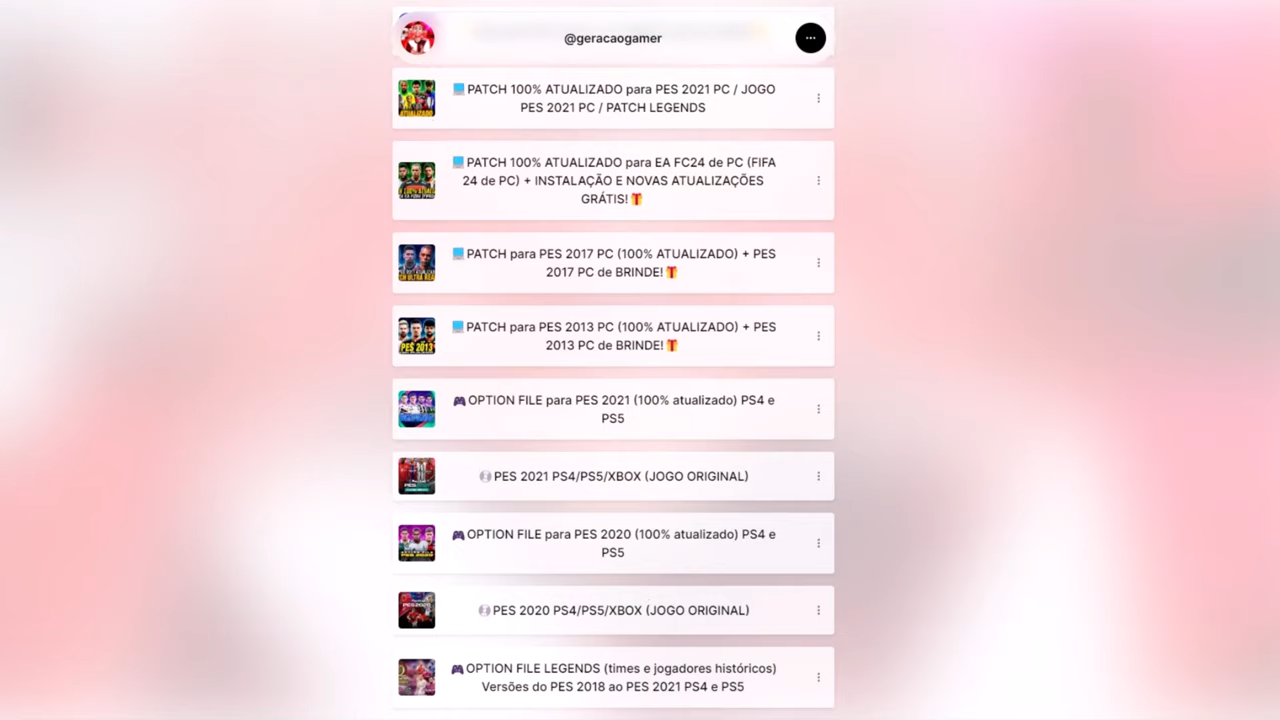 @geracaogamer
PATCH 100% ATUALIZADO para PES 2021 PC / JOGO
PES 2021 PC / PATCH LEGENDS
ATUALIZADO
PATCH 100% ATUALIZADO para EA FC24 de PC (FIFA
24 de PC) + INSTALAÇÃO E NOVAS ATUALIZAÇÕES
GRÁTIS!
PATCH para PES 2017 PC (100% ATUALIZADO) + PES
2017 PC de BRINDE!
PATCH para PES 2013 PC (100% ATUALIZADO) + PES
2013 PC de BRINDE!
PES 2013
OPTION FILE para PES 2021 (100% atualizado) PS4 e
PS5
PES 2021 PS4/PS5/XBOX (JOGO ORIGINAL)
OPTION FILE para PES 2020 (100% atualizado) PS4 e
PS5
PES 2020 PS4/PS5/XBOX (JOGO ORIGINAL)
OPTION FILE LEGENDS (times e jogadores históricos)
Versões do PES 2018 ao PES 2021 PS4 e PS5